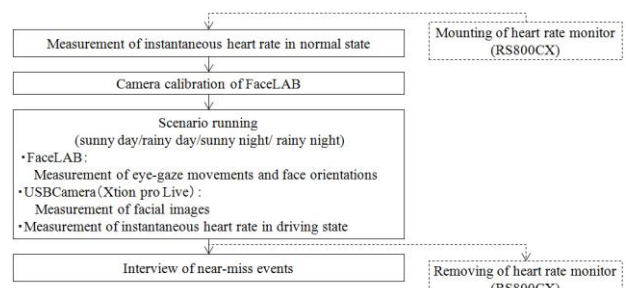 Measurement of instantaneous heart rate in normal state
Mounting of heart rate monitor
(RS800CX)
Camera calibration of FaceLAB
Scenario running
(sunny day/rainy day/sunny night/ rainy night)
・FaceLAB:
Measurement of eye-gaze movements and face orientations
・USBCamera(Xtion pro Live):
Measurement of facial images
・Measurement of instantaneous heart rate in driving state
Interview of near-miss events
Removing of heart rate monitor
(RS800CX)